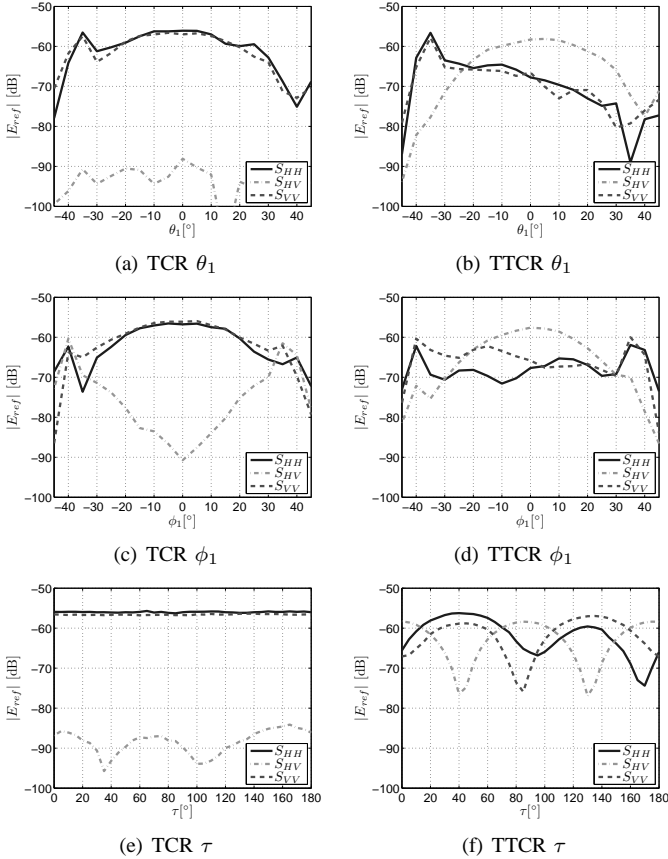 −50
−60
−70
−80
−90
−100
|E_ref| [dB]
−40 −30 −20 −10 0 10 20 30 40
θ₁[°]
S_HH
S_HV
S_VV
(a) TCR θ₁
−50
−60
−70
−80
−90
−100
|E_ref| [dB]
−40 −30 −20 −10 0 10 20 30 40
θ₁[°]
S_HH
S_HV
S_VV
(b) TTCR θ₁
−50
−60
−70
−80
−90
−100
|E_ref| [dB]
−40 −30 −20 −10 0 10 20 30 40
ϕ₁[°]
S_HH
S_HV
S_VV
(c) TCR ϕ₁
−50
−60
−70
−80
−90
−100
|E_ref| [dB]
−40 −30 −20 −10 0 10 20 30 40
ϕ₁[°]
S_HH
S_HV
S_VV
(d) TTCR ϕ₁
−50
−60
−70
−80
−90
−100
|E_ref| [dB]
0 20 40 60 80 100 120 140 160 180
τ[°]
S_HH
S_HV
S_VV
(e) TCR τ
−50
−60
−70
−80
−90
−100
|E_ref| [dB]
0 20 40 60 80 100 120 140 160 180
τ[°]
S_HH
S_HV
S_VV
(f) TTCR τ